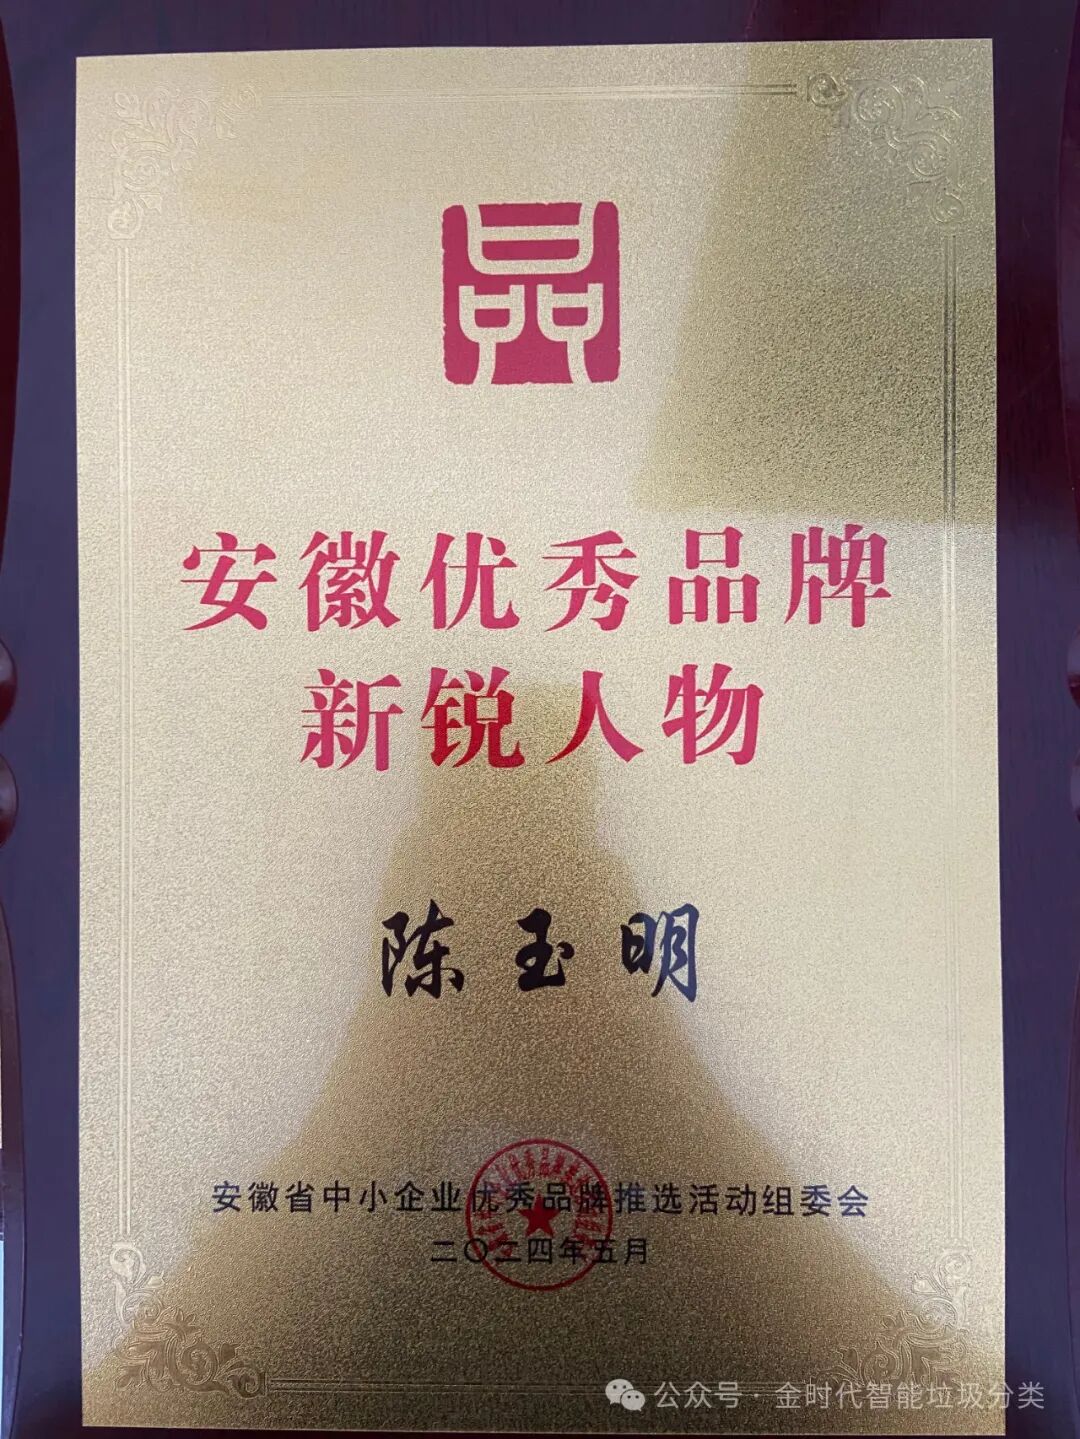 品
安徽优秀品牌
新锐人物
陈玉明
安徽省中小企业优秀品牌推选活动组委会
二〇二四年五月
公众号·金时代智能垃圾分类